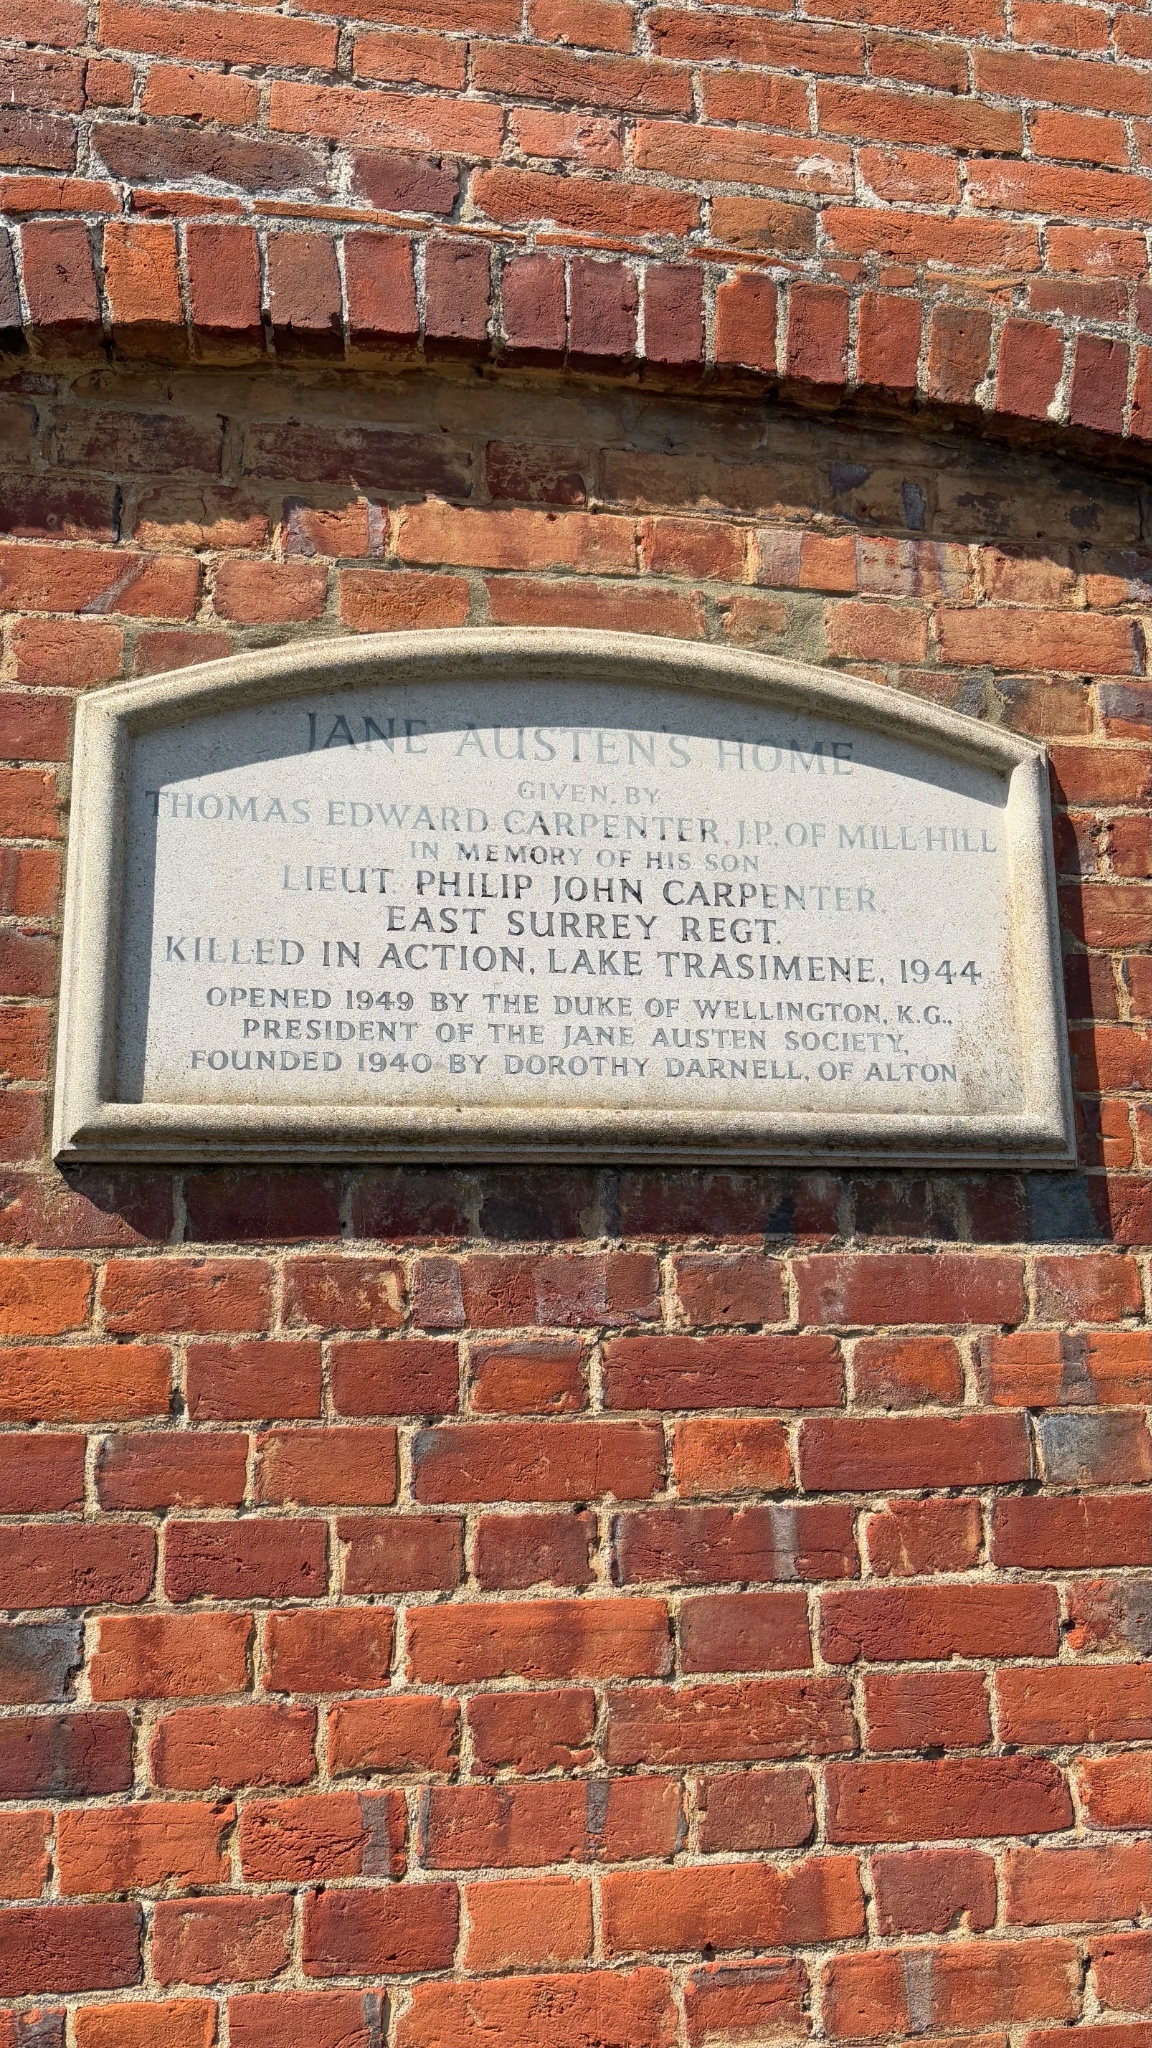 JANE AUSTEN'S HOME
GIVEN BY
THOMAS EDWARD CARPENTER, J.P., OF MILL HILL
IN MEMORY OF HIS SON
LIEUT. PHILIP JOHN CARPENTER,
EAST SURREY REGT.
KILLED IN ACTION, LAKE TRASIMENE, 1944
OPENED 1949 BY THE DUKE OF WELLINGTON, K.G.,
PRESIDENT OF THE JANE AUSTEN SOCIETY,
FOUNDED 1940 BY DOROTHY DARNELL, OF ALTON